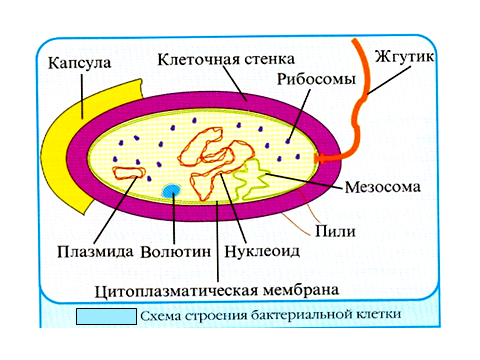 Капсула
Клеточная стенка
Жгутик
Рибосомы
Мезосома
Пили
Плазмида
Волютин
Нуклеоид
Цитоплазматическая мембрана
Схема строения бактериальной клетки